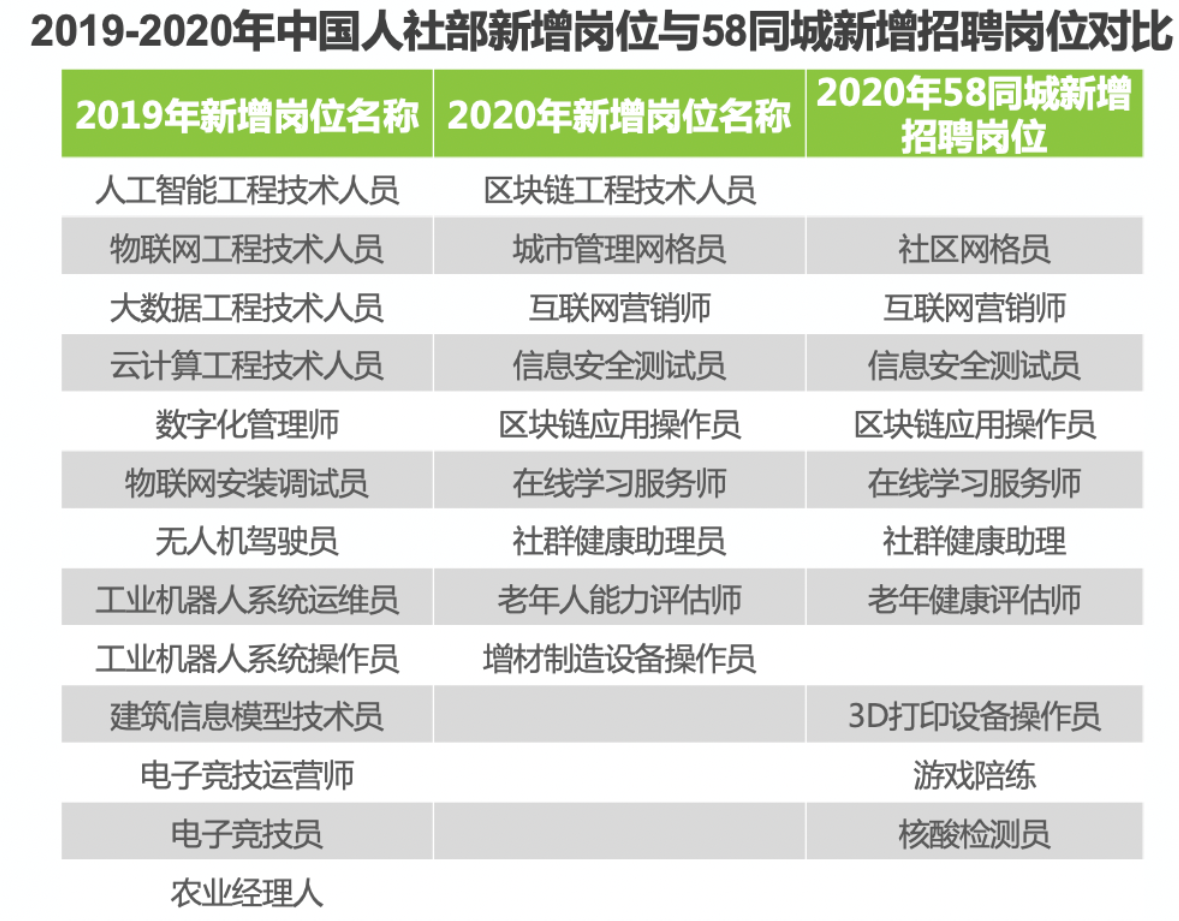 2019-2020年中国人社部新增岗位与58同城新增招聘岗位对比
2019年新增岗位名称 2020年新增岗位名称 2020年58同城新增
招聘岗位
人工智能工程技术人员 区块链工程技术人员
物联网工程技术人员 城市管理网格员 社区网格员
大数据工程技术人员 互联网营销师 互联网营销师
云计算工程技术人员 信息安全测试员 信息安全测试员
数字化管理师 区块链应用操作员 区块链应用操作员
物联网安装调试员 在线学习服务师 在线学习服务师
无人机驾驶员 社群健康助理员 社群健康助理
工业机器人系统运维员 老年人能力评估师 老年健康评估师
工业机器人系统操作员 增材制造设备操作员
建筑信息模型技术员 3D打印设备操作员
电子竞技运营师 游戏陪练
电子竞技员 核酸检测员
农业经理人